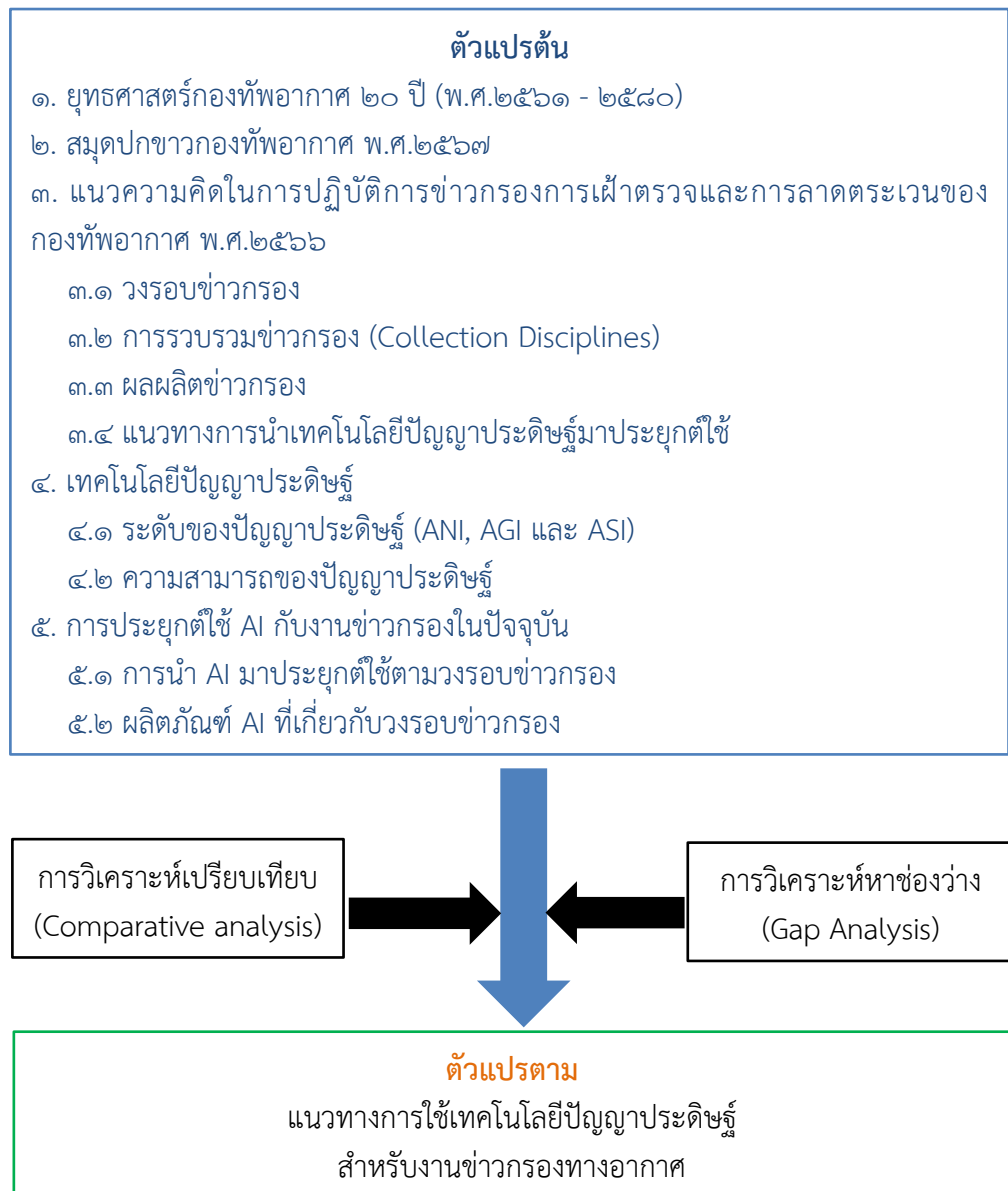 ตัวแปรต้น
๑. ยุทธศาสตร์กองทัพอากาศ ๒๐ ปี (พ.ศ.๒๕๖๑ - ๒๕๘๐)
๒. สมุดปกขาวกองทัพอากาศ พ.ศ.๒๕๖๗
๓. แนวความคิดในการปฏิบัติการข่าวกรองการเฝ้าตรวจและการลาดตระเวนของ
กองทัพอากาศ พ.ศ.๒๕๖๖
๓.๑ วงรอบข่าวกรอง
๓.๒ การรวบรวมข่าวกรอง (Collection Disciplines)
๓.๓ ผลผลิตข่าวกรอง
๓.๔ แนวทางการนำเทคโนโลยีปัญญาประดิษฐ์มาประยุกต์ใช้
๔. เทคโนโลยีปัญญาประดิษฐ์
๔.๑ ระดับของปัญญาประดิษฐ์ (ANI, AGI และ ASI)
๔.๒ ความสามารถของปัญญาประดิษฐ์
๕. การประยุกต์ใช้ AI กับงานข่าวกรองในปัจจุบัน
๕.๑ การนำ AI มาประยุกต์ใช้ตามวงรอบข่าวกรอง
๕.๒ ผลิตภัณฑ์ AI ที่เกี่ยวกับวงรอบข่าวกรอง
การวิเคราะห์เปรียบเทียบ
(Comparative analysis)
การวิเคราะห์หาช่องว่าง
(Gap Analysis)
ตัวแปรตาม
แนวทางการใช้เทคโนโลยีปัญญาประดิษฐ์
สำหรับงานข่าวกรองทางอากาศ